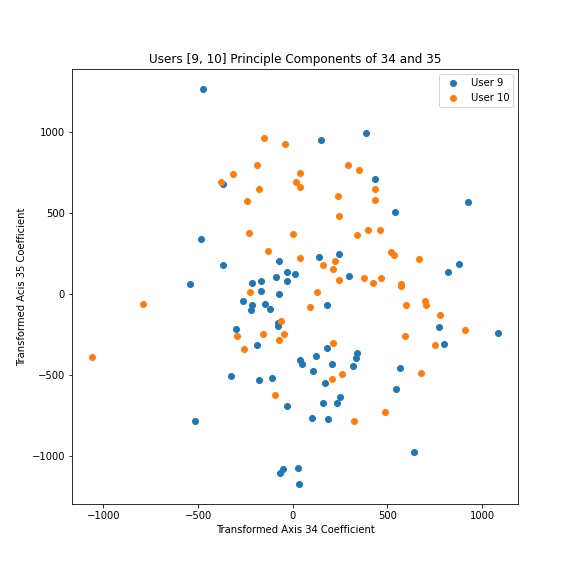 Users [9, 10] Principle Components of 34 and 35
User 9
User 10
Transformed Acis 35 Coefficient
1000
500
0
−500
−1000
−1000
−500
0
500
1000
Transformed Axis 34 Coefficient